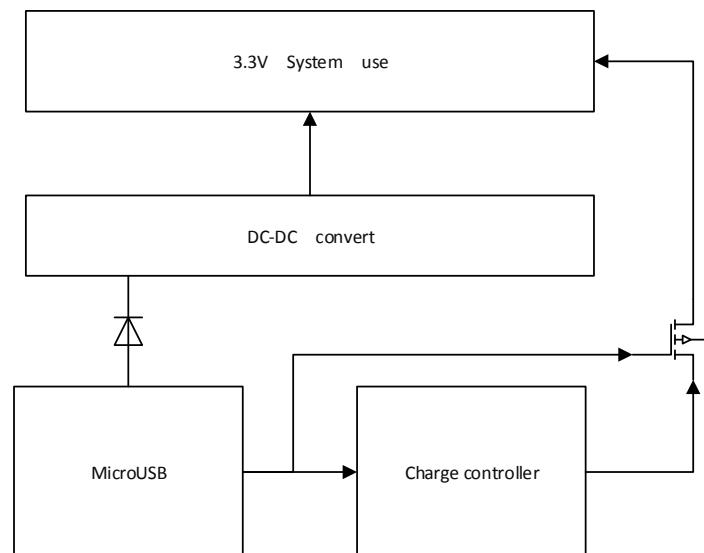 3.3V System use
DC-DC convert
MicroUSB
Charge controller